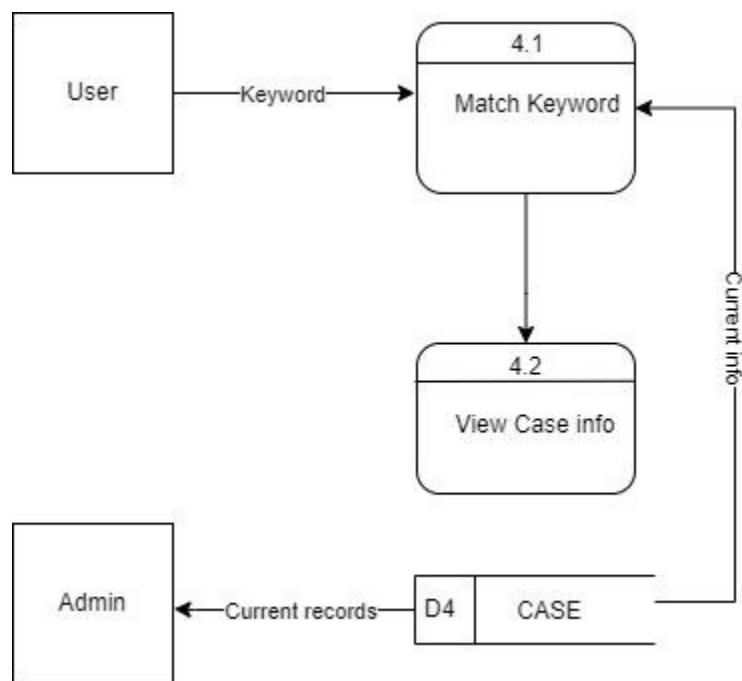 User
Keyword
4.1
Match Keyword
Current info
4.2
View Case info
Admin
Current records
D4
CASE